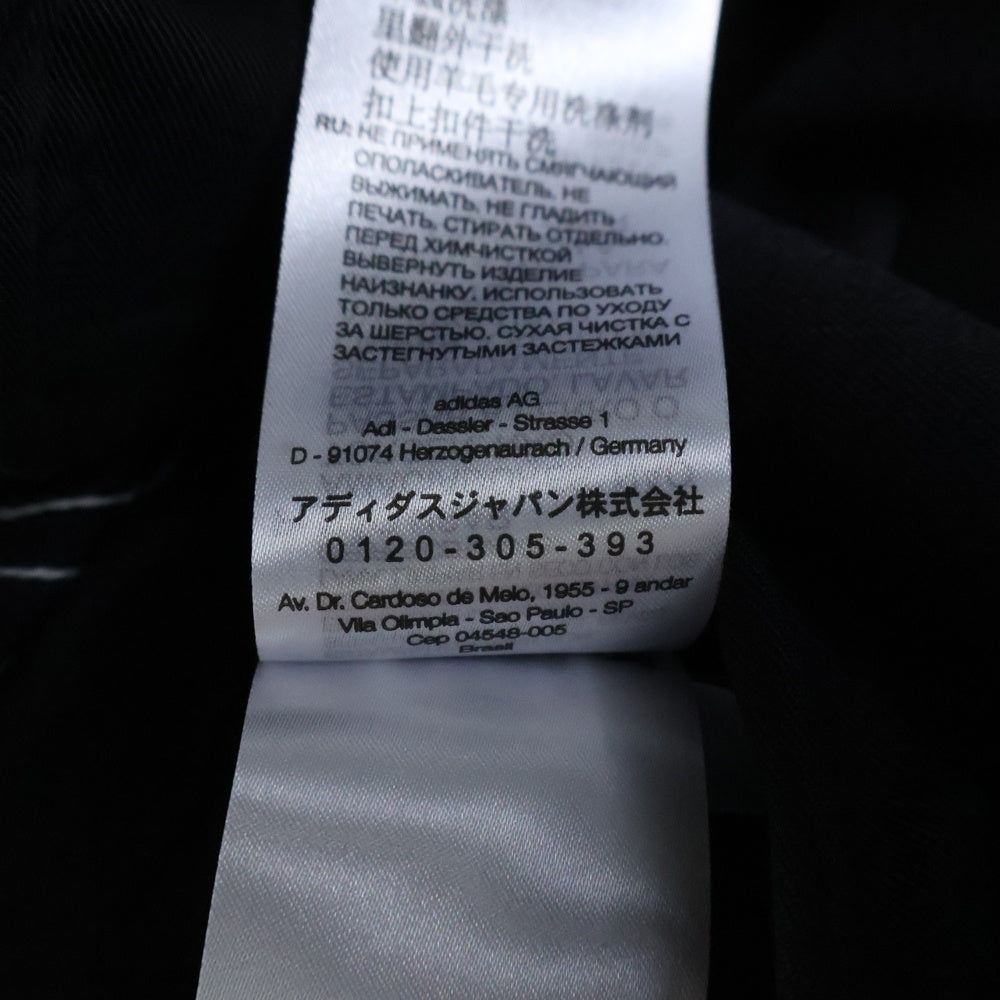 洗涤
里翻外干洗
使用羊毛专用洗涤剂
扣上扣件干洗
RU: НЕ ПРИМЕНЯТЬ СМЯГЧАЮЩИЙ
ОПОЛАСКИВАТЕЛЬ. НЕ
ВЫЖИМАТЬ. НЕ ГЛАДИТЬ
ПЕЧАТЬ. СТИРАТЬ ОТДЕЛЬНО.
ПЕРЕД ХИМЧИСТКОЙ
ВЫВЕРНУТЬ ИЗДЕЛИЕ
НАИЗНАНКУ. ИСПОЛЬЗОВАТЬ
ТОЛЬКО СРЕДСТВА ПО УХОДУ
ЗА ШЕРСТЬЮ. СУХАЯ ЧИСТКА С
ЗАСТЕГНУТЫМИ ЗАСТЕЖКАМИ
adidas AG
Adi - Dassler - Strasse 1
D - 91074 Herzogenaurach / Germany
アディダスジャパン株式会社
0120-305-393
Av. Dr. Cardoso de Melo, 1955 - 9 andar
Vila Olimpia - Sao Paulo - SP
Cep 04548-005
Brasil